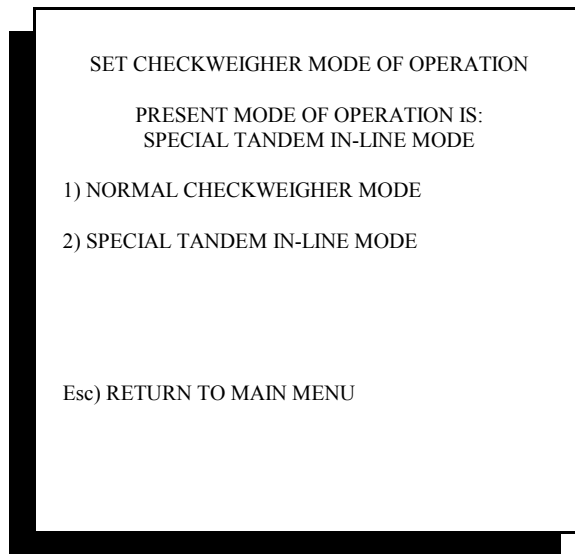 SET CHECKWEIGHER MODE OF OPERATION
PRESENT MODE OF OPERATION IS:
SPECIAL TANDEM IN-LINE MODE
1) NORMAL CHECKWEIGHER MODE
2) SPECIAL TANDEM IN-LINE MODE
Esc) RETURN TO MAIN MENU